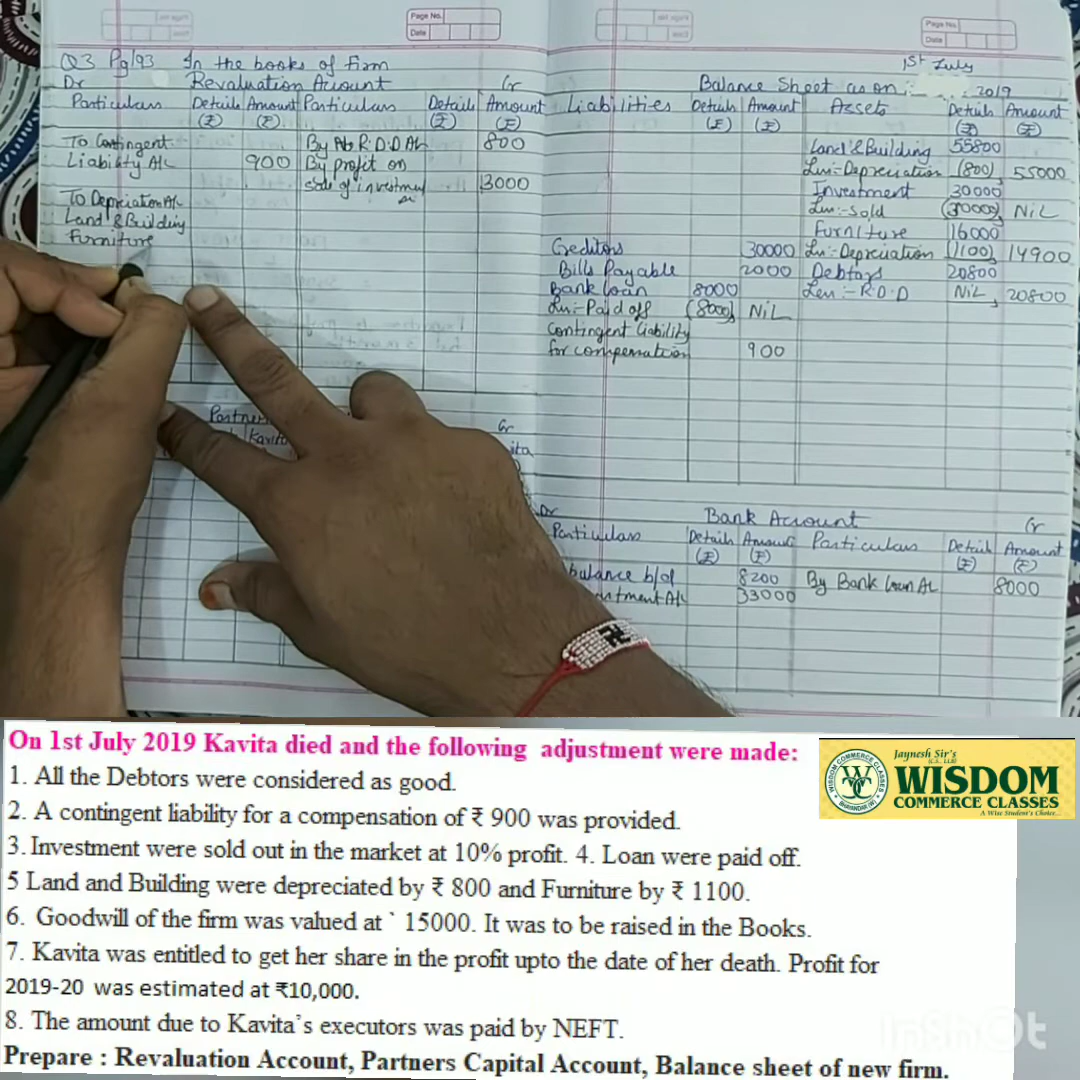 Page No.
Date
Q3 Pg/93 In the books of firm
Dr Revaluation Account Cr
Particulars Details (₹) Amount (₹) Particulars Details (₹) Amount (₹)
To Contingent By R.D.D A/c 800
Liability A/c 900 By profit on
sale of investment 3000
To Depreciation A/c
Land & Building
Furniture
Cr
Page No.
Date
1st July
Balance Sheet as on 2019
Liabilities Details (₹) Amount (₹) Assets Details (₹) Amount (₹)
Land & Building 55800
Less:- Depreciation (800) 55000
Investment 30000
Less:- Sold (30000) NiL
Furniture 16000
Creditors 30000 Less:- Depreciation (1100) 14900
Bills Payable 2000 Debtors 20800
Bank loan 8000 Less:- R.D.D NiL 20800
Less:- Paid off (8000) NiL
Contingent Liability
for compensation 900
Dr Bank Account Cr
Particulars Details (₹) Amount (₹) Particulars Details (₹) Amount (₹)
balance b/d 8200 By Bank Loan A/c 8000
33000
On 1st July 2019 Kavita died and the following adjustment were made:
1. All the Debtors were considered as good.
2. A contingent liability for a compensation of ₹ 900 was provided.
3. Investment were sold out in the market at 10% profit. 4. Loan were paid off.
5 Land and Building were depreciated by ₹ 800 and Furniture by ₹ 1100.
6. Goodwill of the firm was valued at ` 15000. It was to be raised in the Books.
7. Kavita was entitled to get her share in the profit upto the date of her death. Profit for
2019-20 was estimated at ₹10,000.
8. The amount due to Kavita's executors was paid by NEFT.
Prepare : Revaluation Account, Partners Capital Account, Balance sheet of new firm.
Jaynesh Sir's
WISDOM
COMMERCE CLASSES
A Wise Student's Choice...